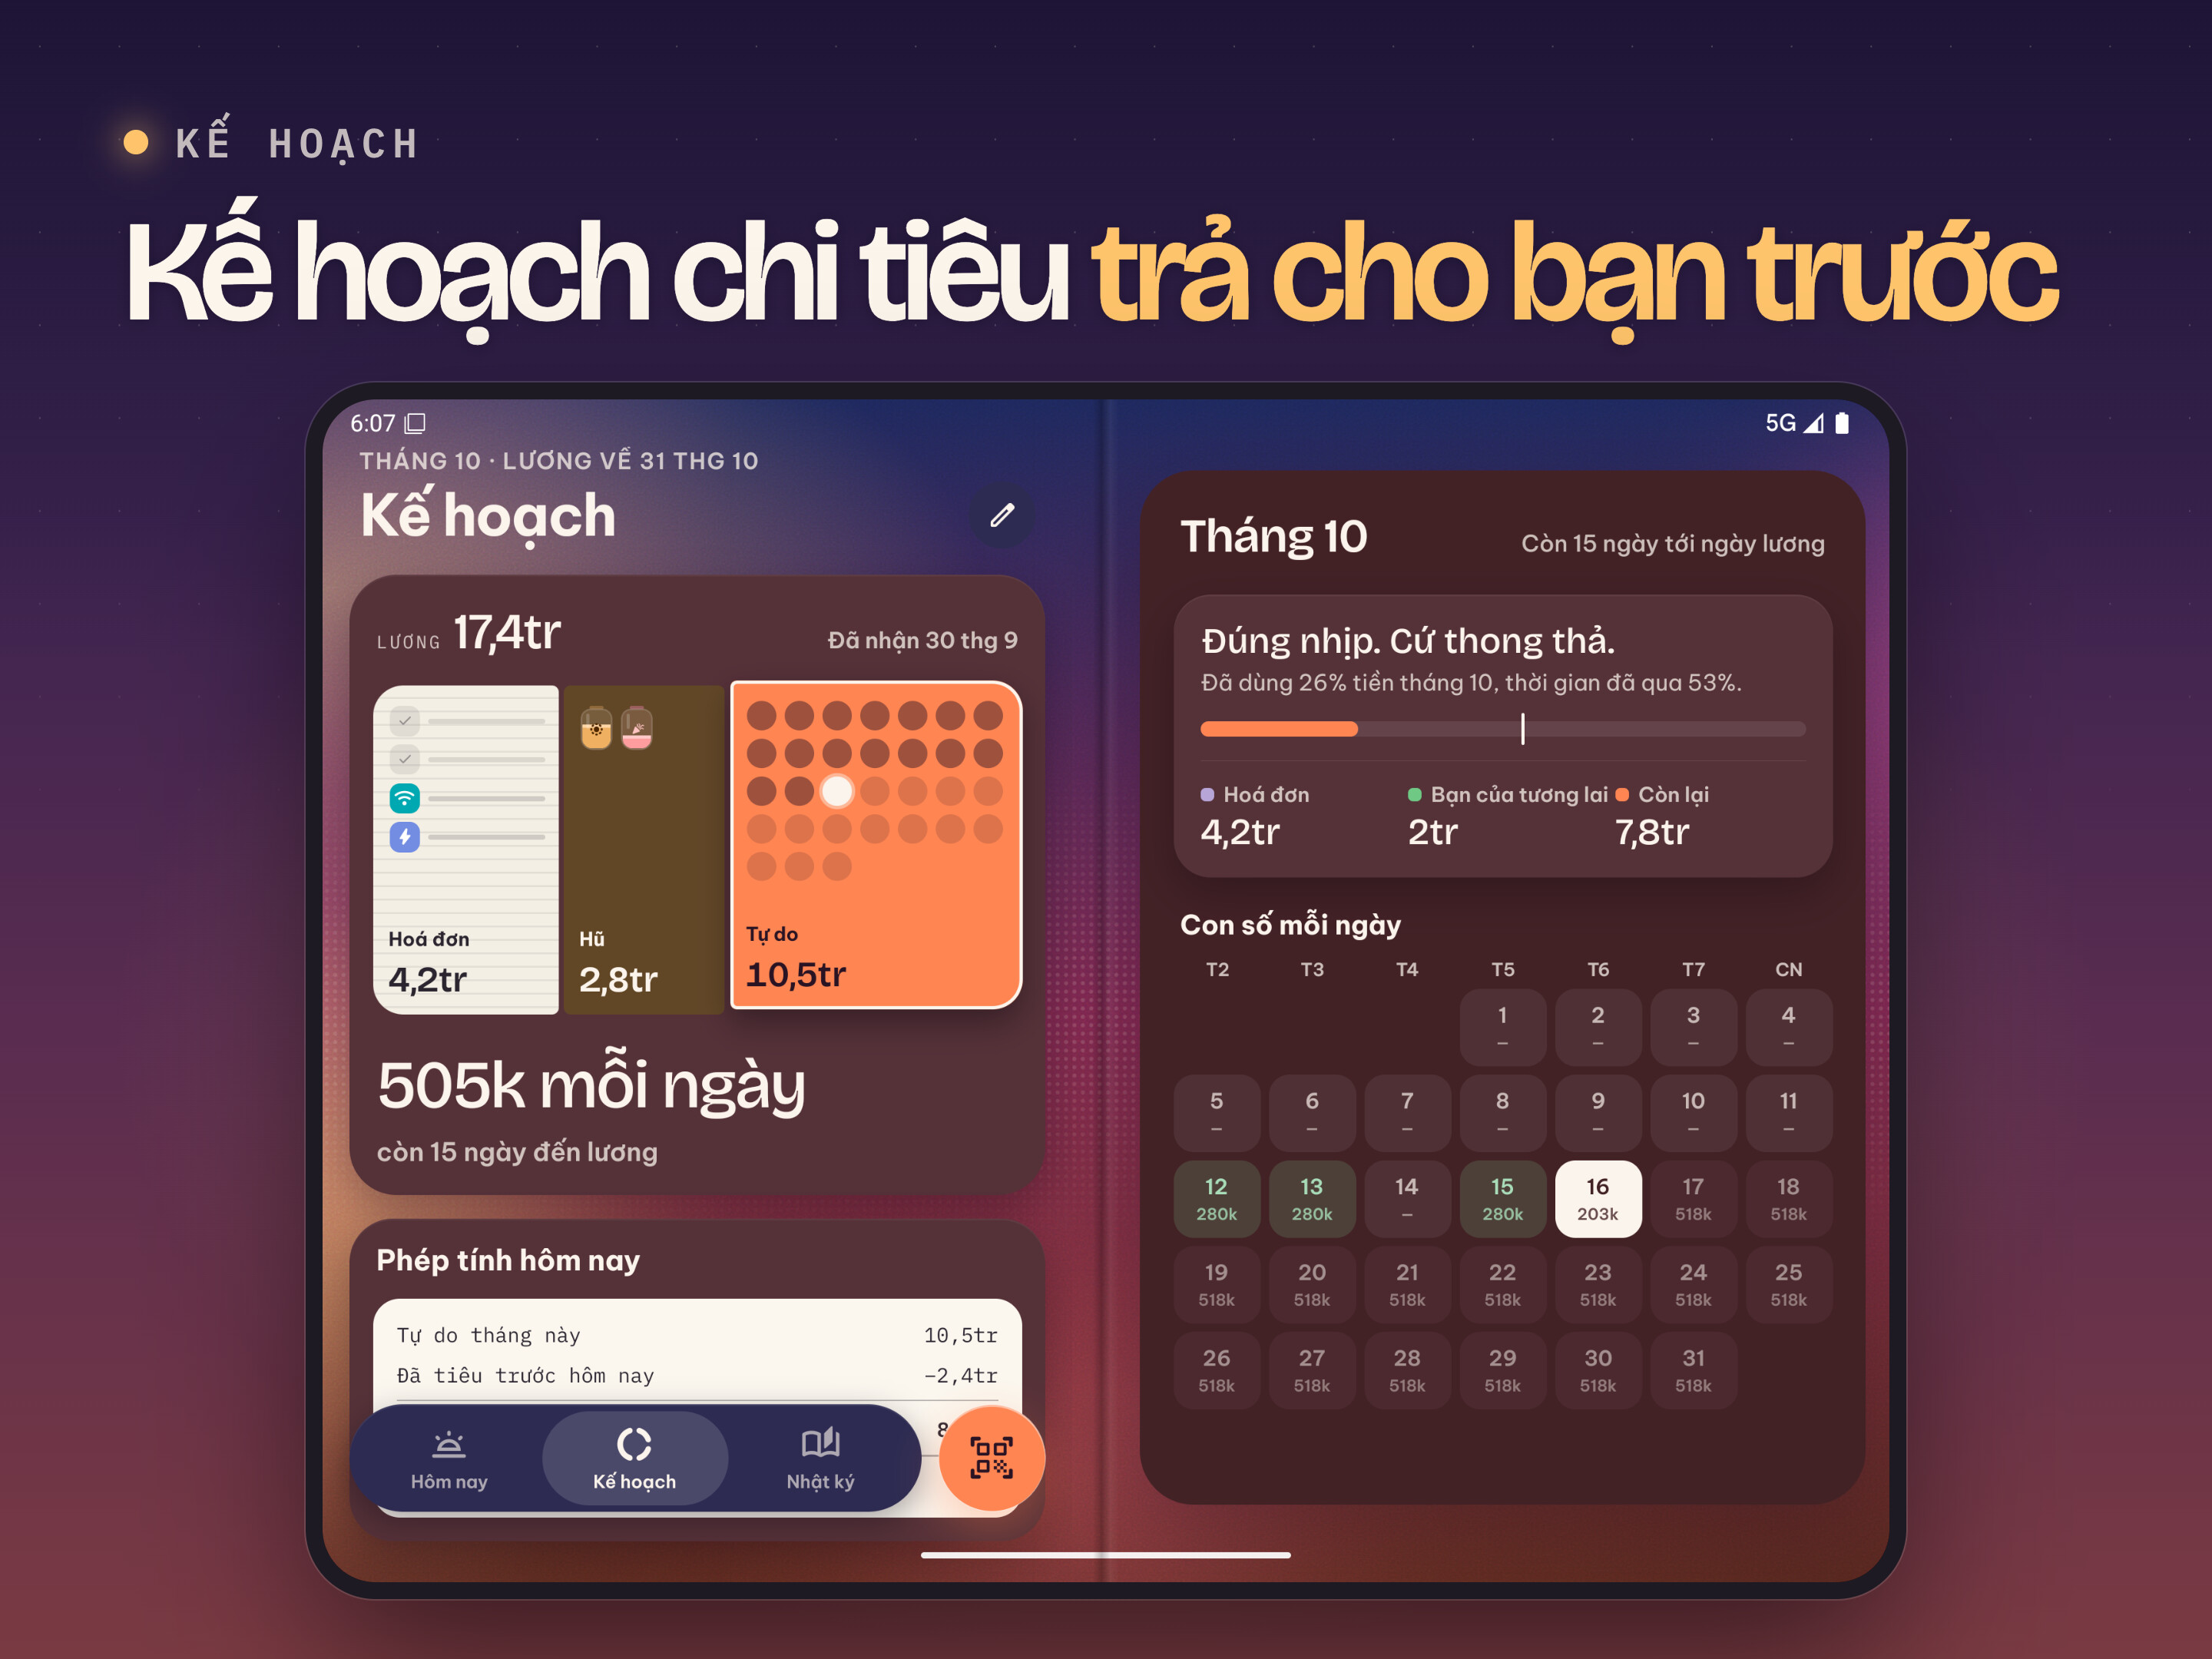 KẾ HOẠCH
Kế hoạch chi tiêu trả cho bạn trước
6:07
5G
THÁNG 10 · LƯƠNG VỀ 31 THG 10
Kế hoạch
LƯƠNG 17,4tr
Đã nhận 30 thg 9
Hoá đơn
4,2tr
Hũ
2,8tr
Tự do
10,5tr
505k mỗi ngày
còn 15 ngày đến lương
Phép tính hôm nay
Tự do tháng này 10,5tr
Đã tiêu trước hôm nay −2,4tr
8
Hôm nay
Kế hoạch
Nhật ký
Tháng 10
Còn 15 ngày tới ngày lương
Đúng nhịp. Cứ thong thả.
Đã dùng 26% tiền tháng 10, thời gian đã qua 53%.
Hoá đơn Bạn của tương lai Còn lại
4,2tr 2tr 7,8tr
Con số mỗi ngày
T2 T3 T4 T5 T6 T7 CN
1 2 3 4
– – – –
5 6 7 8 9 10 11
– – – – – – –
12 13 14 15 16 17 18
280k 280k – 280k 203k 518k 518k
19 20 21 22 23 24 25
518k 518k 518k 518k 518k 518k 518k
26 27 28 29 30 31
518k 518k 518k 518k 518k 518k